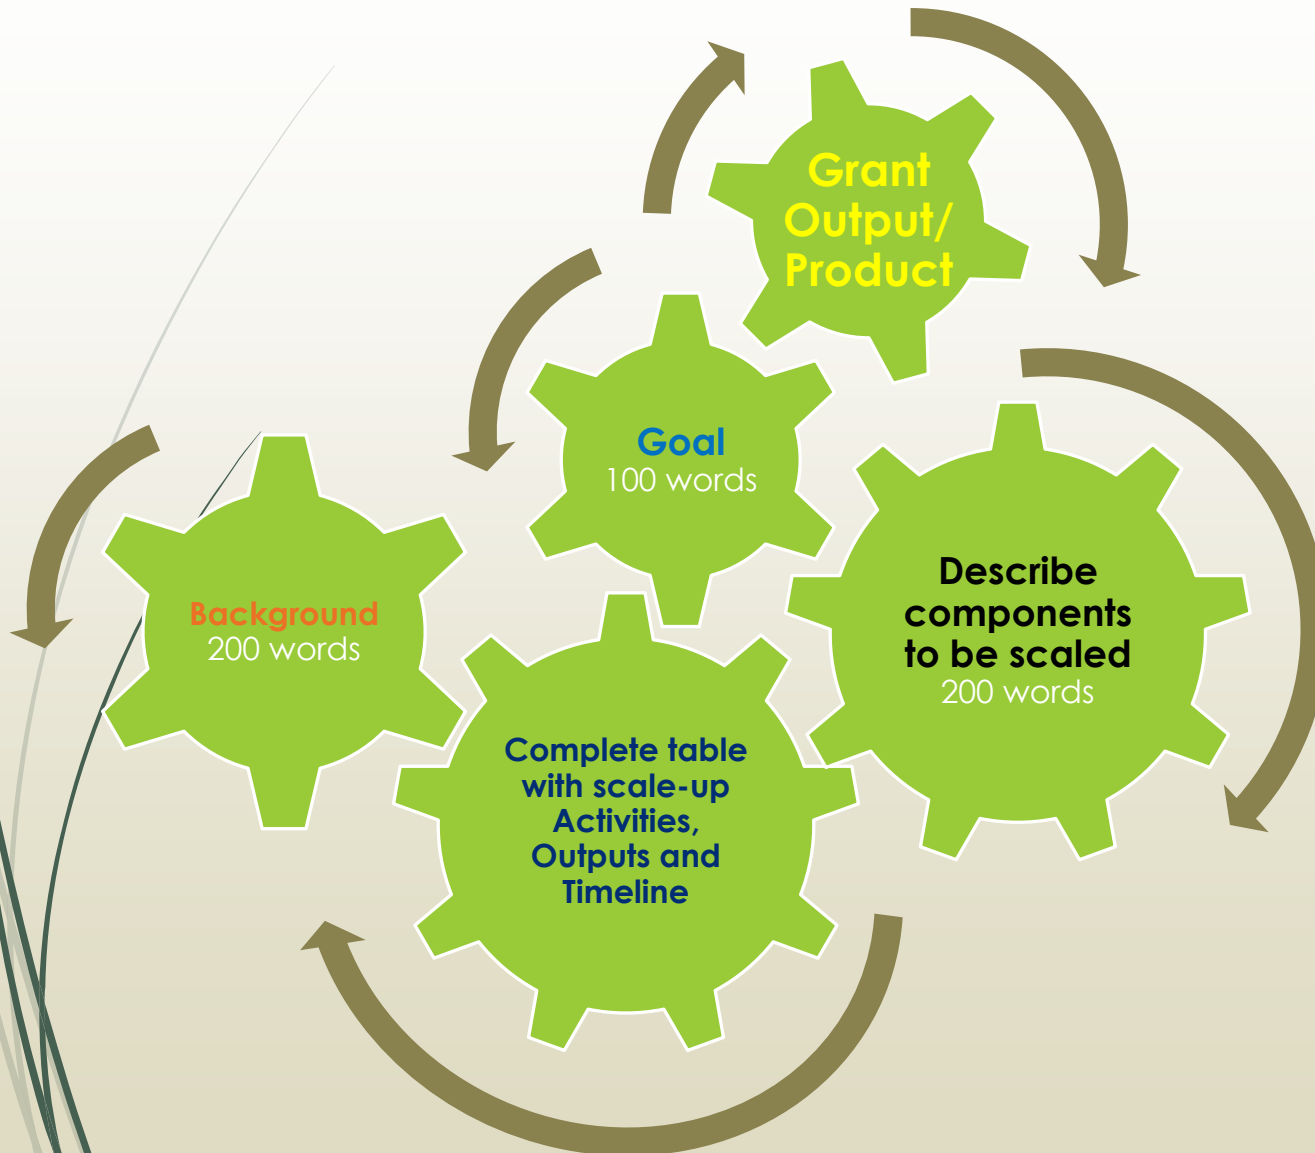 Grant
Output/
Product
Goal
100 words
Background
200 words
Describe
components
to be scaled
200 words
Complete table
with scale-up
Activities,
Outputs and
Timeline